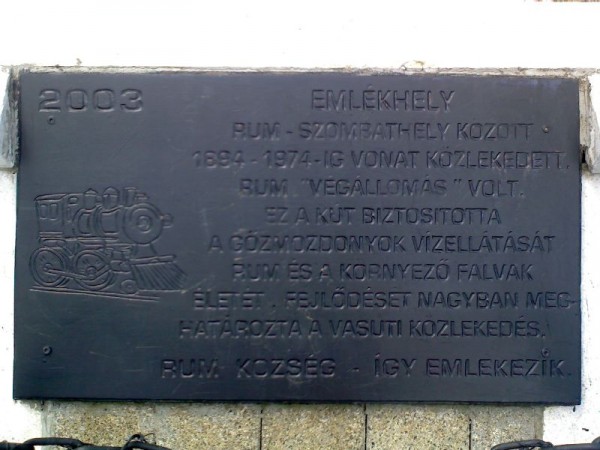 2003 EMLÉKHELY
RUM - SZOMBATHELY KÖZÖTT
1894 - 1974 - IG VONAT KÖZLEKEDETT.
RUM "VÉGÁLLOMÁS" VOLT.
EZ A KÚT BIZTOSÍTOTTA
A GŐZMOZDONYOK VÍZELLÁTÁSÁT
RUM ÉS A KÖRNYEZŐ FALVAK
ÉLETÉT, FEJLŐDÉSÉT NAGYBAN MEG-
HATÁROZTA A VASUTI KÖZLEKEDÉS.
RUM KÖZSÉG - ÍGY EMLÉKEZIK.